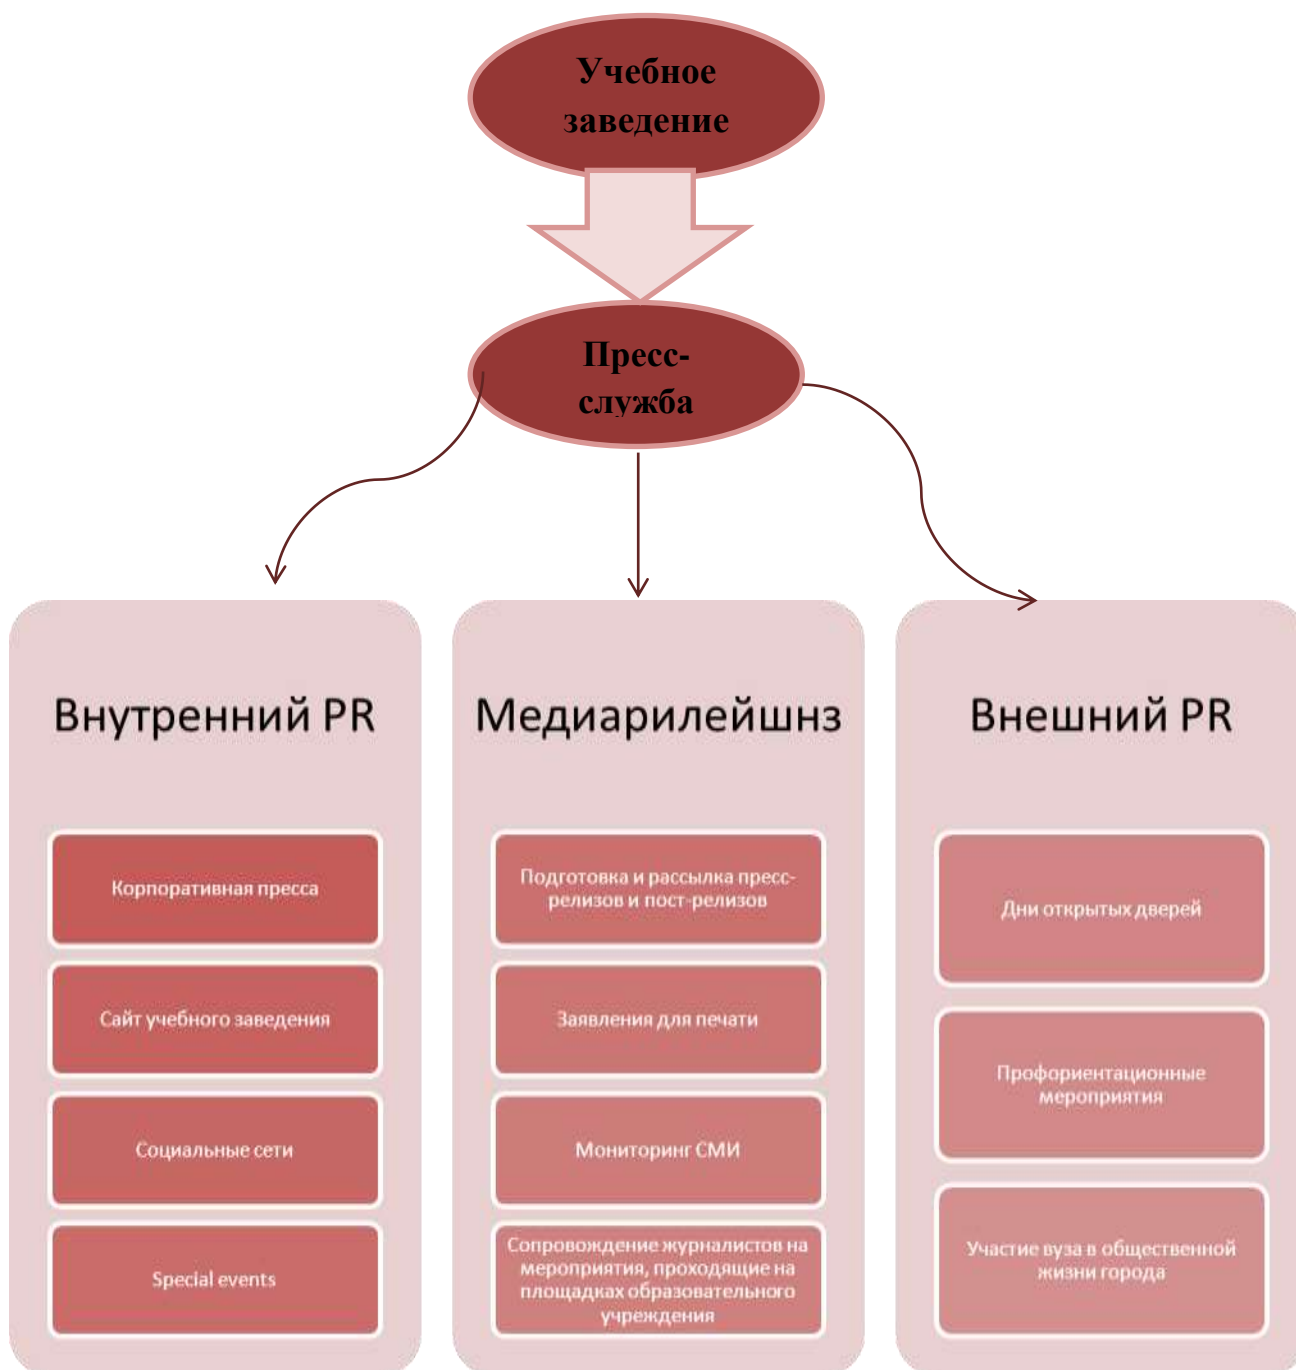 Учебное
заведение
Пресс-
служба
Внутренний PR
Корпоративная пресса
Сайт учебного заведения
Социальные сети
Special events
Медиарилейшнз
Подготовка и рассылка пресс-
релизов и пост-релизов
Заявления для печати
Мониторинг СМИ
Сопровождение журналистов на
мероприятия, проходящие на
площадках образовательного
учреждения
Внешний PR
Дни открытых дверей
Профориентационные
мероприятия
Участие вуза в общественной
жизни города